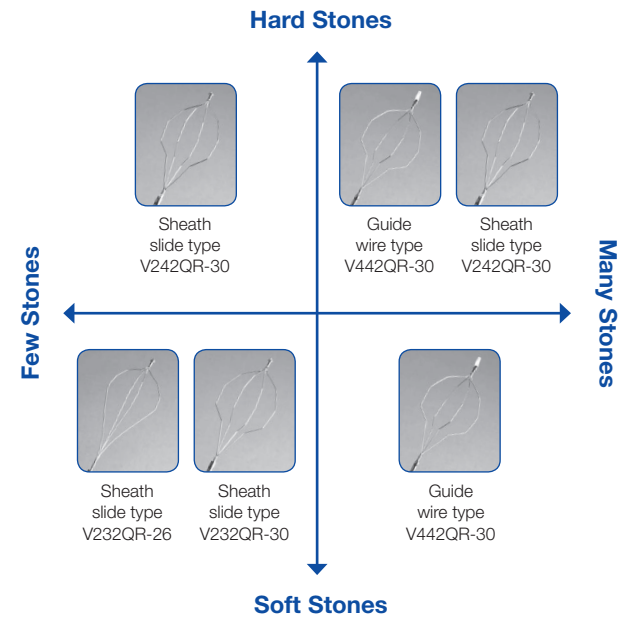 Hard Stones
Sheath
slide type
V242QR-30
Guide
wire type
V442QR-30
Sheath
slide type
V242QR-30
Few Stones
Many Stones
Sheath
slide type
V232QR-26
Sheath
slide type
V232QR-30
Guide
wire type
V442QR-30
Soft Stones